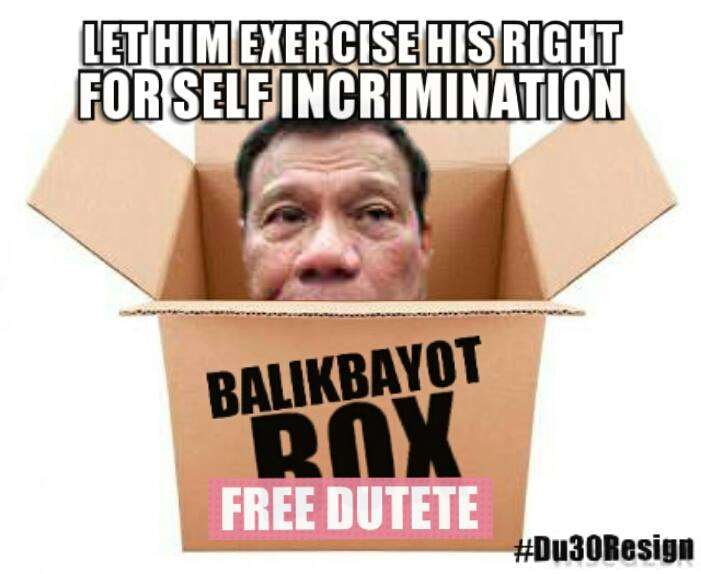 LET HIM EXERCISE HIS RIGHT
FOR SELF INCRIMINATION
BALIKBAYOT
BOX
FREE DUTETE
#Du30Resign